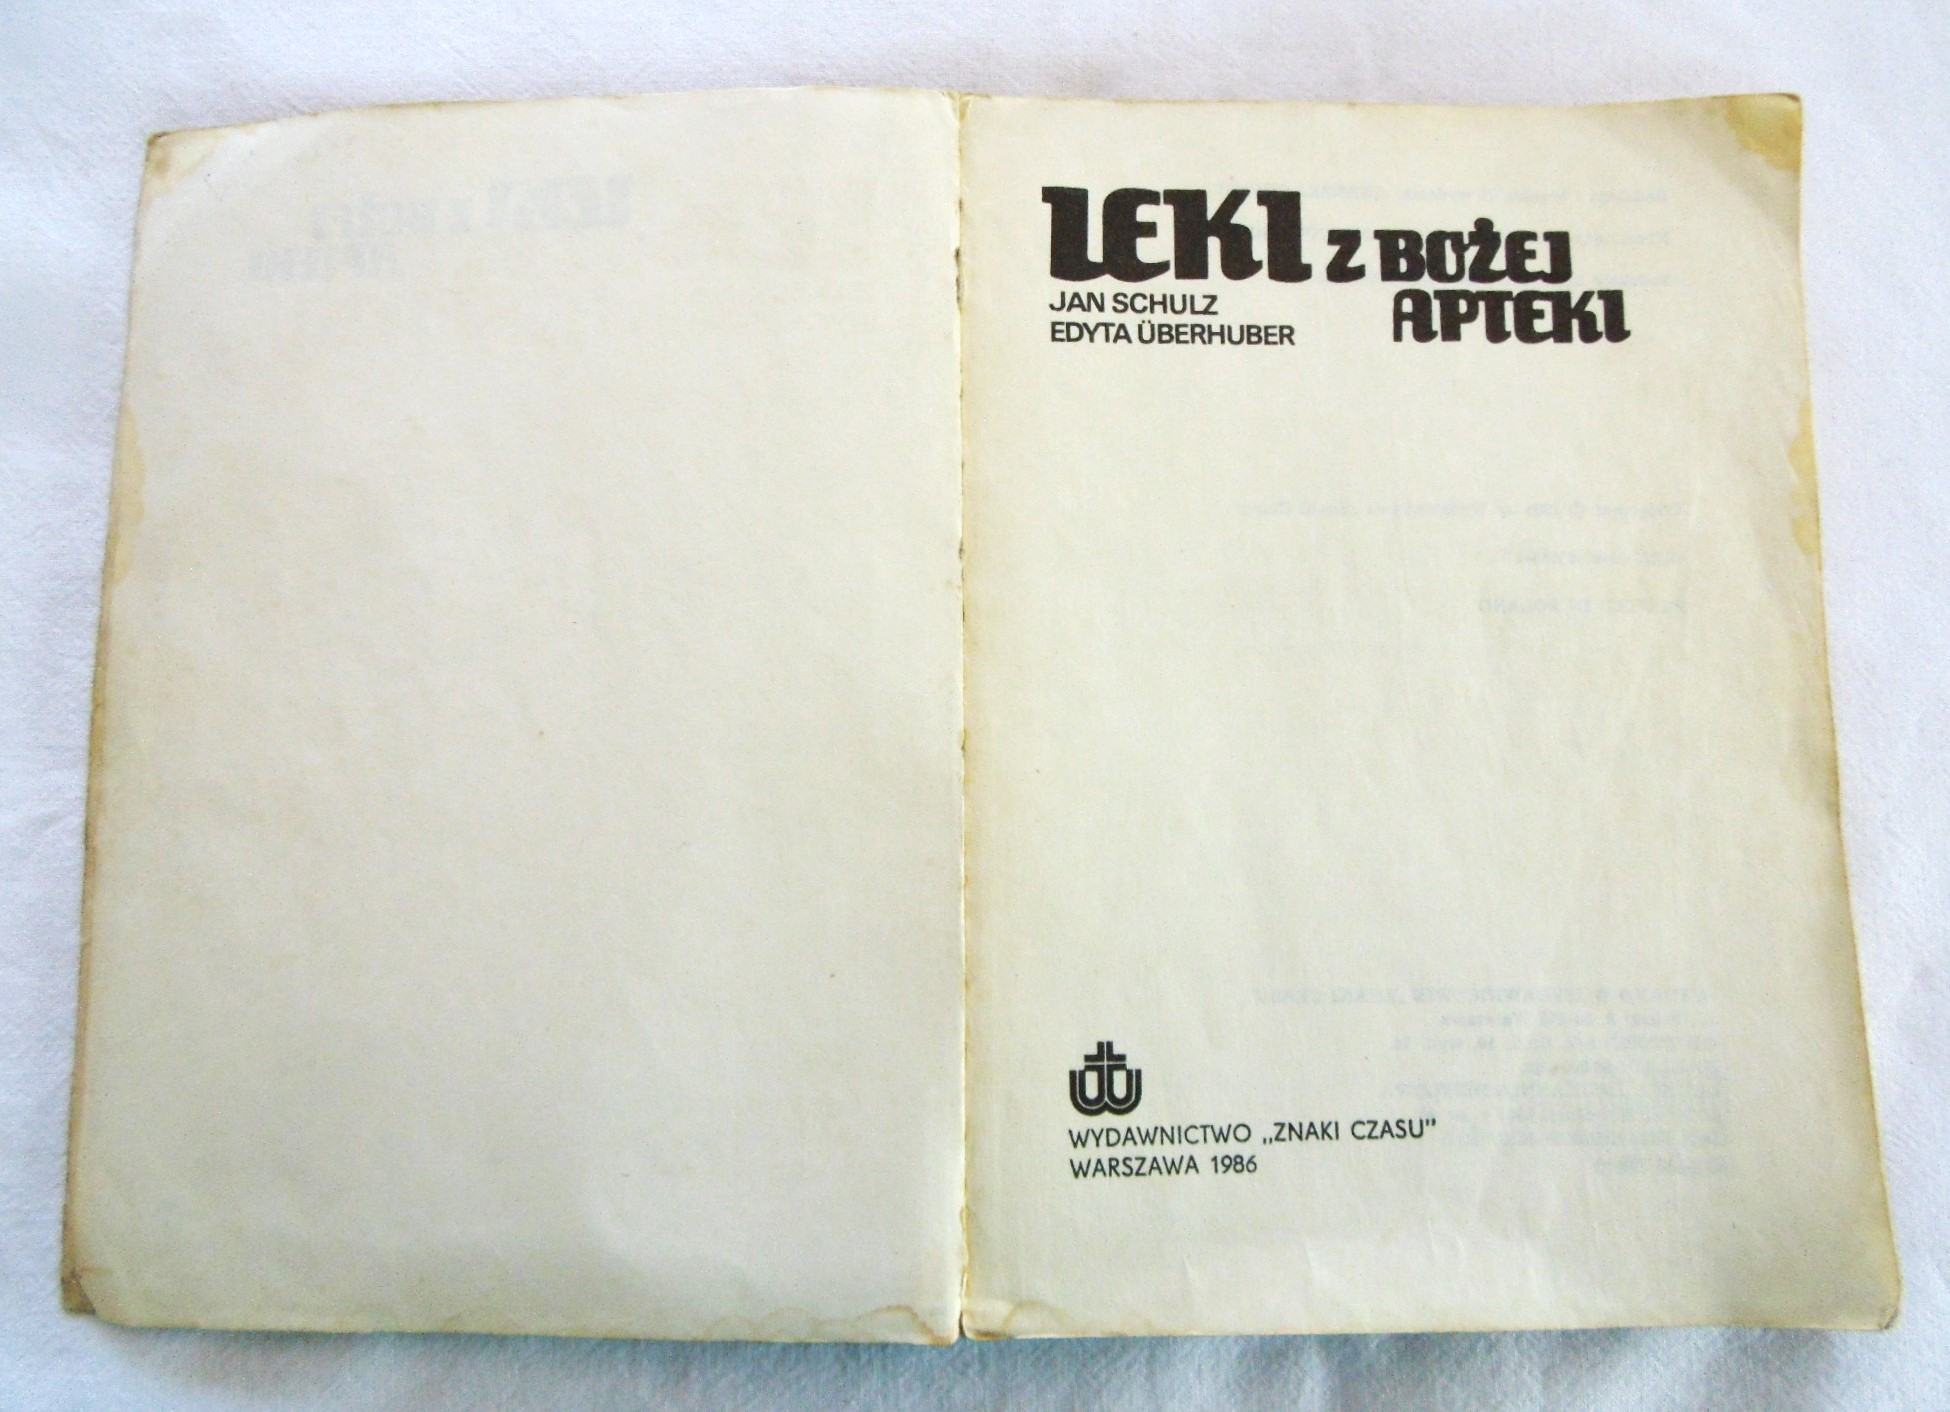 LEKI Z BOŻEJ
APTEKI
JAN SCHULZ
EDYTA ÜBERHUBER
WYDAWNICTWO „ZNAKI CZASU”
WARSZAWA 1986